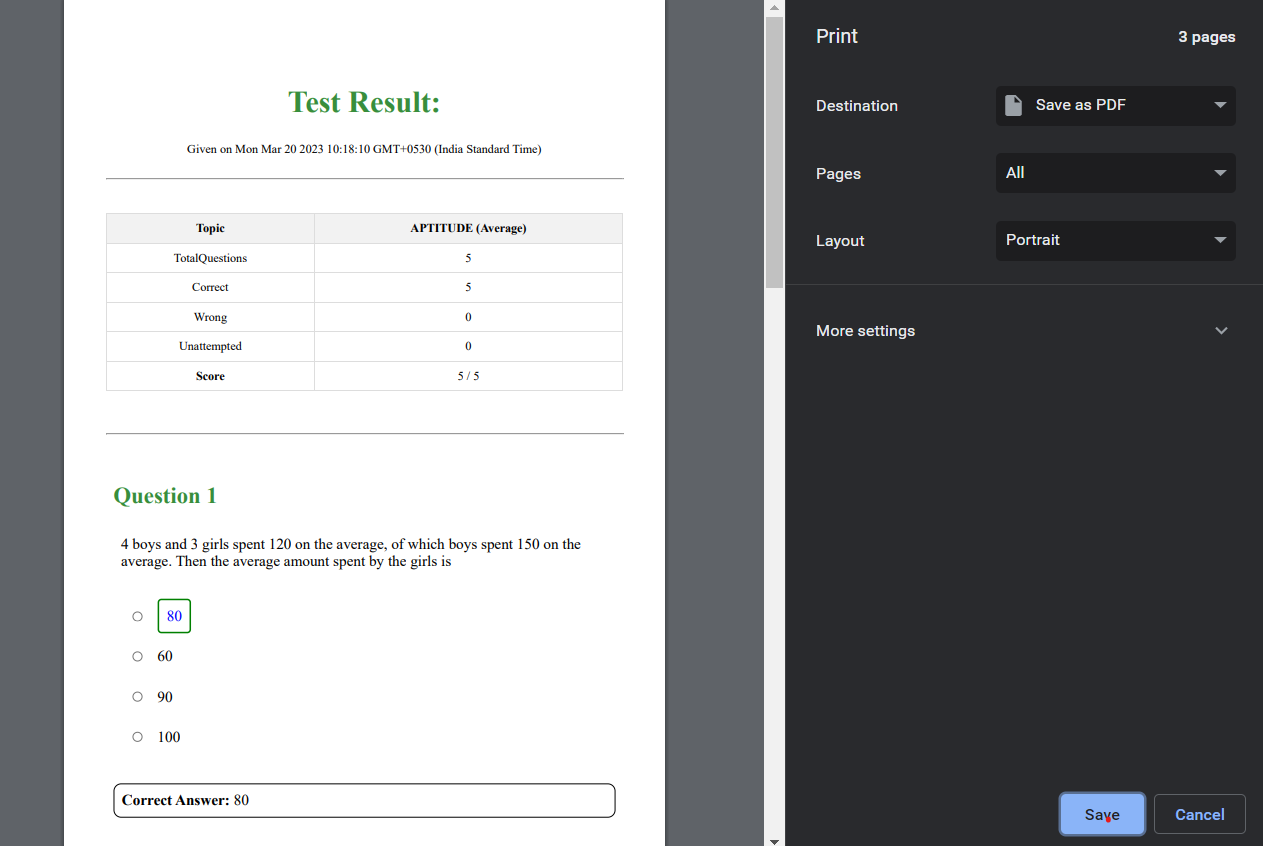 Test Result:
Given on Mon Mar 20 2023 10:18:10 GMT+0530 (India Standard Time)
Topic APTITUDE (Average)
TotalQuestions 5
Correct 5
Wrong 0
Unattempted 0
Score 5 / 5
Question 1
4 boys and 3 girls spent 120 on the average, of which boys spent 150 on the
average. Then the average amount spent by the girls is
80
60
90
100
Correct Answer: 80
Print 3 pages
Destination Save as PDF
Pages All
Layout Portrait
More settings
Save Cancel